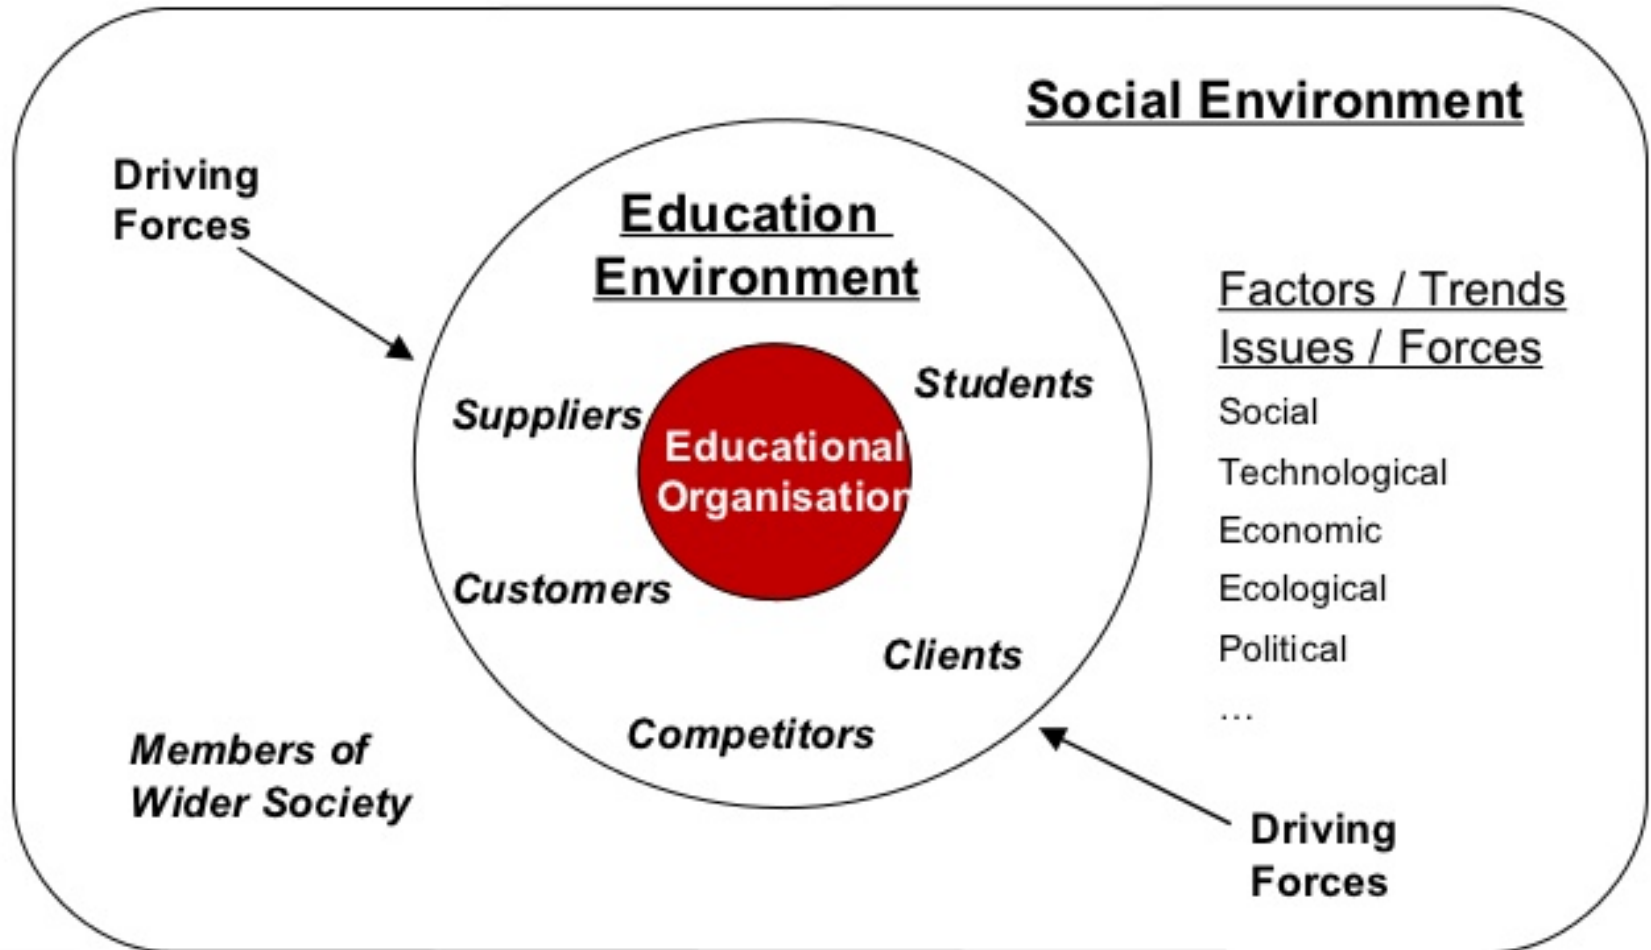 Social Environment
Driving
Forces
Education
Environment
Factors / Trends
Issues / Forces
Students
Suppliers
Social
Educational
Organisation
Technological
Economic
Customers
Ecological
Clients
Political
Competitors
...
Members of
Wider Society
Driving
Forces